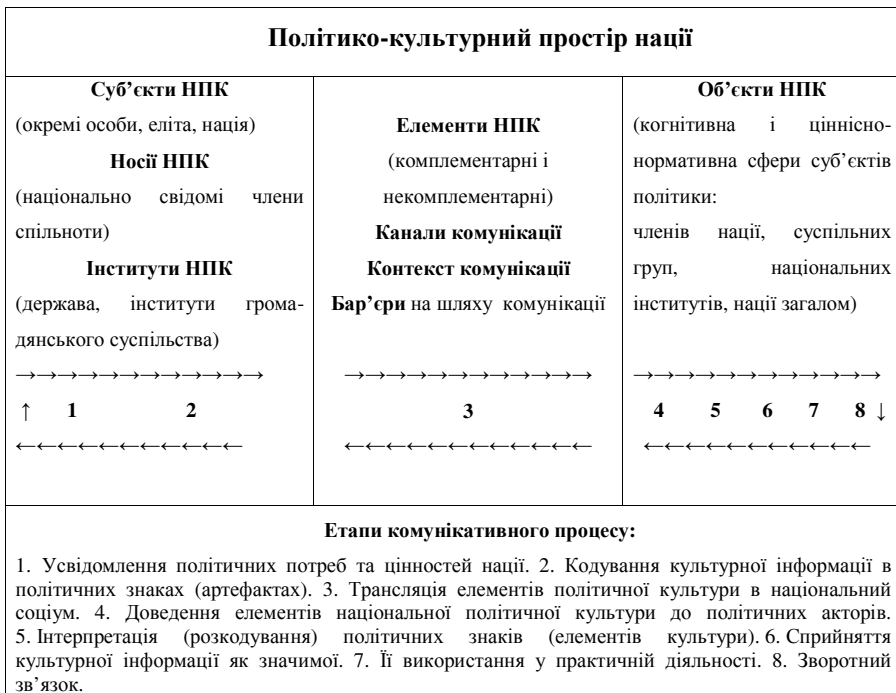 Політико-культурний простір нації
Суб’єкти НПК
(окремі особи, еліта, нація)
Носії НПК
(національно свідомі члени
спільноти)
Інститути НПК
(держава, інститути грома-
дянського суспільства)
→→→→→→→→→→→→
↑ 1 2
←←←←←←←←←←←
Елементи НПК
(комплементарні і
некомплементарні)
Канали комунікації
Контекст комунікації
Бар’єри на шляху комунікації
→→→→→→→→→→→→
3
←←←←←←←←←←←←
Об’єкти НПК
(когнітивна і ціннісно-
нормативна сфери суб’єктів
політики:
членів нації, суспільних
груп, національних
інститутів, нації загалом)
→→→→→→→→→→→→
4 5 6 7 8 ↓
←←←←←←←←←←←
Етапи комунікативного процесу:
1. Усвідомлення політичних потреб та цінностей нації. 2. Кодування культурної інформації в
політичних знаках (артефактах). 3. Трансляція елементів політичної культури в національний
соціум. 4. Доведення елементів національної політичної культури до політичних акторів.
5. Інтерпретація (розкодування) політичних знаків (елементів культури). 6. Сприйняття
культурної інформації як значимої. 7. Її використання у практичній діяльності. 8. Зворотний
зв’язок.